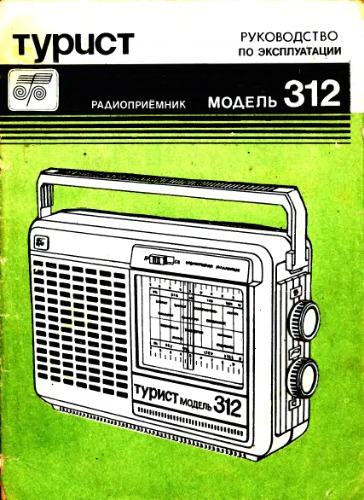 турист
РУКОВОДСТВО
ПО ЭКСПЛУАТАЦИИ
РАДИОПРИЁМНИК МОДЕЛЬ 312
ТУРИСТ МОДЕЛЬ 312